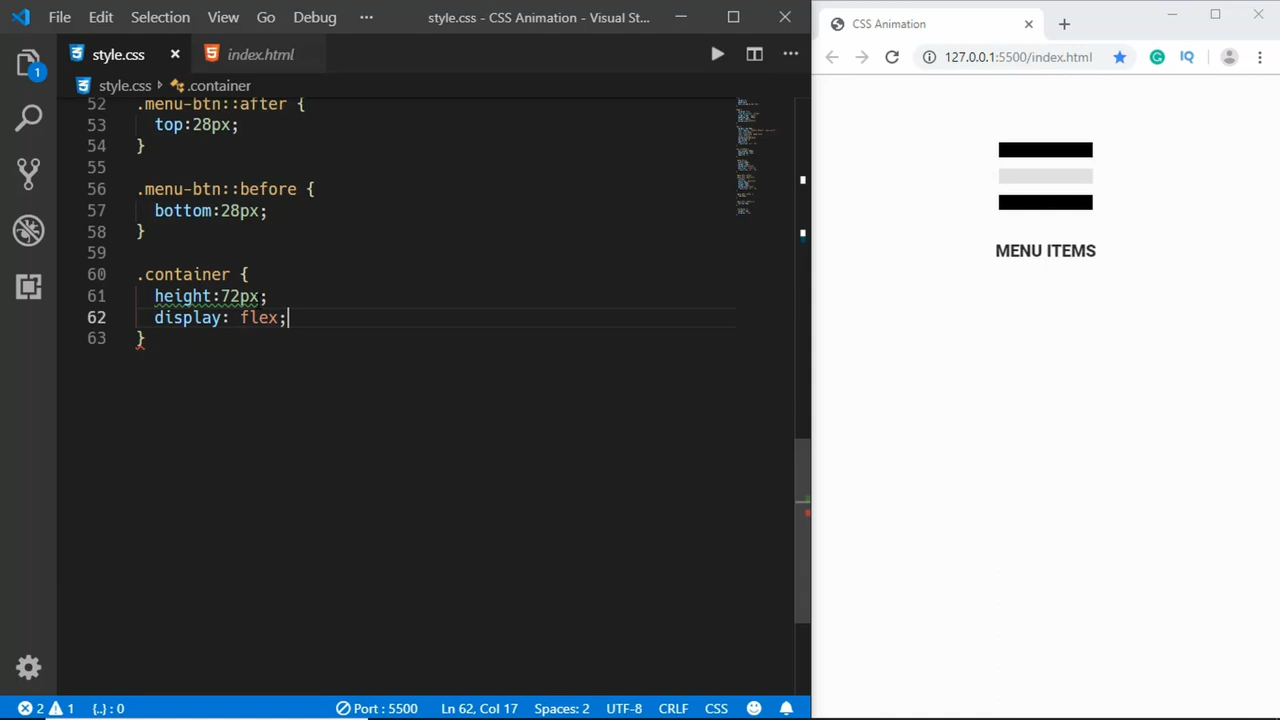 File Edit Selection View Go Debug ··· style.css - CSS Animation - Visual St...
CSS Animation
style.css index.html
127.0.0.1:5500/index.html
style.css > .container
52 .menu-btn::after {
53 top:28px;
54 }
55
56 .menu-btn::before {
57 bottom:28px;
58 }
59
60 .container {
61 height:72px;
62 display: flex;
63 }
MENU ITEMS
1
2 1 {..} : 0 Port : 5500 Ln 62, Col 17 Spaces: 2 UTF-8 CRLF CSS